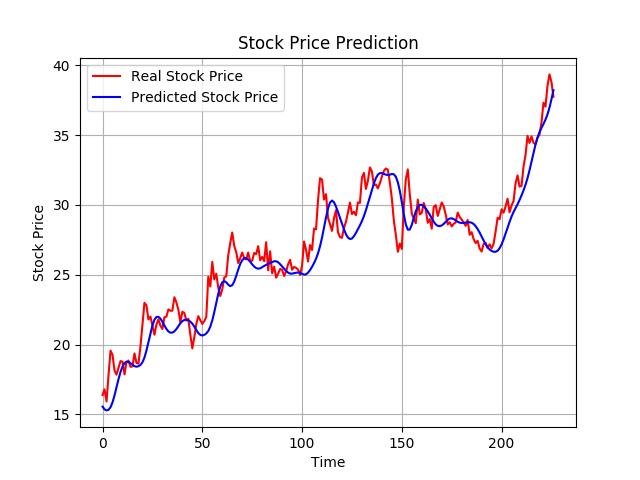 Stock Price Prediction
Real Stock Price
Predicted Stock Price
40
35
30
25
20
15
Stock Price
0 50 100 150 200
Time